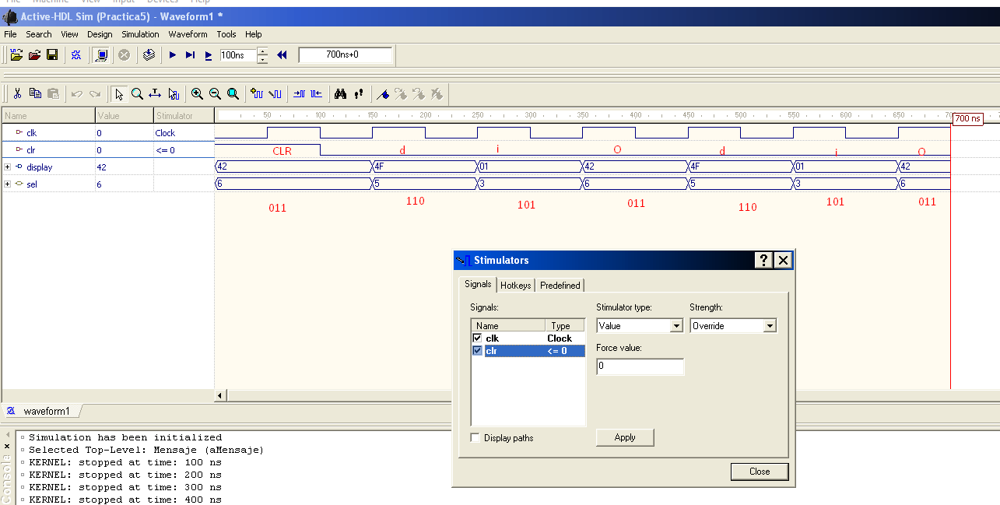 File Machine View Input Devices Help
Active-HDL Sim (Practica5) - Waveform1 *
File Search View Design Simulation Waveform Tools Help
100ns 700ns+0
Name Value Stimulator 50 100 150 200 250 300 350 400 450 500 550 600 650 700 ns
clk 0 Clock
clr 0 <= 0 CLR d i O d i O
display 42 42 4F 01 42 4F 01 42
sel 6 6 5 3 6 5 3 6
011 110 101 011 110 101 011
Stimulators
Signals Hotkeys Predefined
Signals: Stimulator type: Strength:
Name Type Value Override
clk Clock
clr <= 0 Force value:
0
Display paths Apply
Close
waveform1
Simulation has been initialized
Selected Top-Level: Mensaje (aMensaje)
KERNEL: stopped at time: 100 ns
KERNEL: stopped at time: 200 ns
KERNEL: stopped at time: 300 ns
KERNEL: stopped at time: 400 ns
Consola